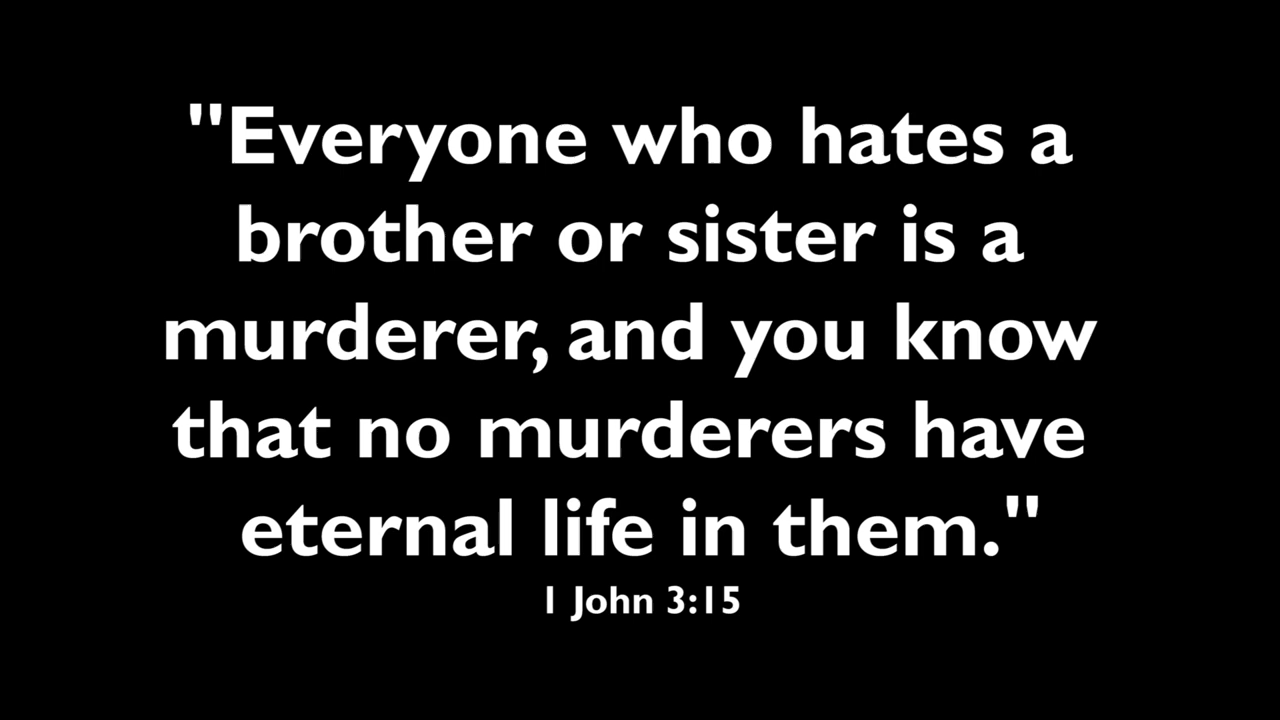 "Everyone who hates a
brother or sister is a
murderer, and you know
that no murderers have
eternal life in them."
1 John 3:15